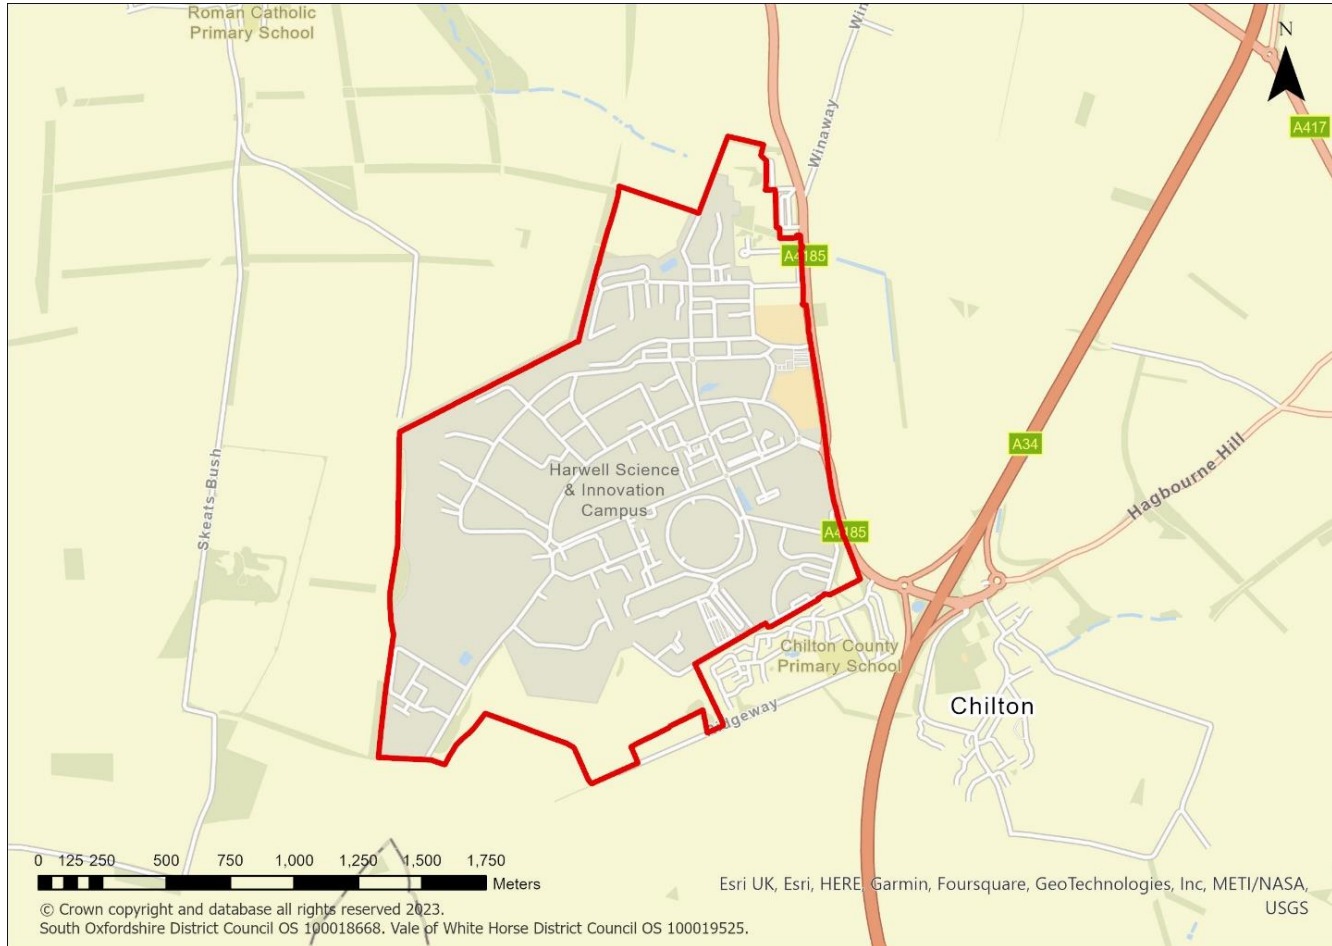 Roman Catholic
Primary School
Win
N
A417
Winaway
A4185
A34
Hagbourne Hill
Skeats Bush
Harwell Science
& Innovation
Campus
A4185
Chilton County
Primary School
Chilton
Ridgeway
0 125 250 500 750 1,000 1,250 1,500 1,750
Meters
Esri UK, Esri, HERE, Garmin, Foursquare, GeoTechnologies, Inc, METI/NASA,
USGS
© Crown copyright and database all rights reserved 2023.
South Oxfordshire District Council OS 100018668. Vale of White Horse District Council OS 100019525.